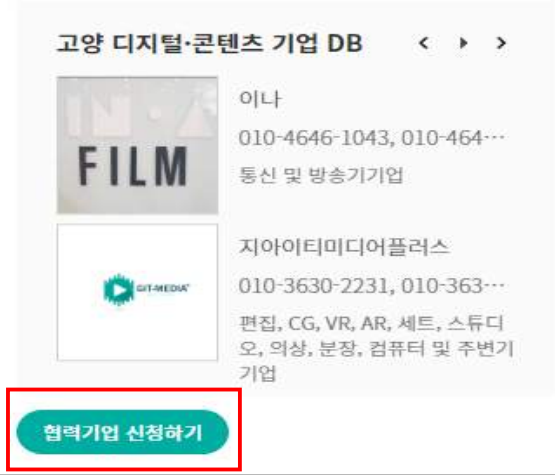 고양 디지털·콘텐츠 기업 DB
IN·A
FILM
이나
010-4646-1043, 010-464···
통신 및 방송기기업
GIT-MEDIA+
지아이티미디어플러스
010-3630-2231, 010-363···
편집, CG, VR, AR, 세트, 스튜디
오, 의상, 분장, 컴퓨터 및 주변기
기업
협력기업 신청하기